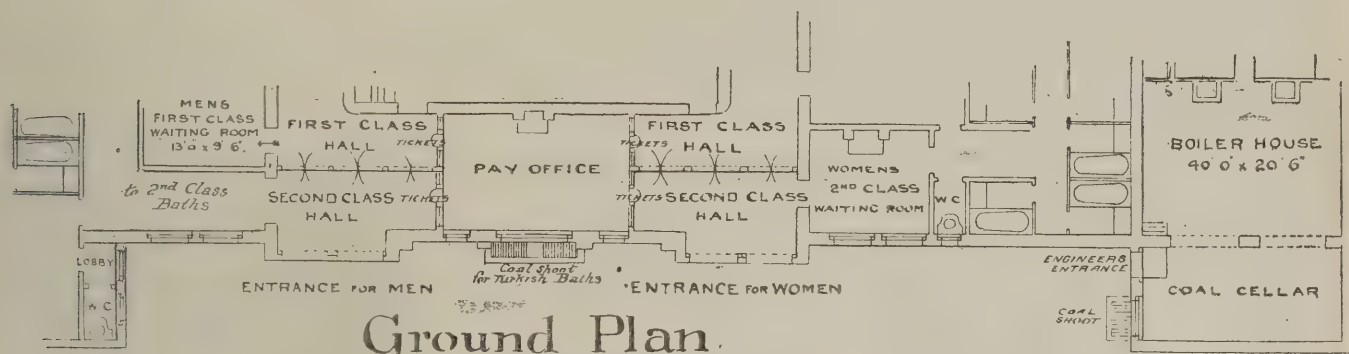 MENS
FIRST CLASS
WAITING ROOM
13'0 x 9' 6".
to 2nd Class
Baths
FIRST CLASS
HALL
TICKETS
SECOND CLASS
HALL
TICKETS
PAY OFFICE
FIRST CLASS
HALL
TICKETS
SECOND CLASS
HALL
TICKETS
WOMENS
2ND CLASS
WAITING ROOM
WC
BOILER HOUSE
40' 0" x 20' 6"
LOBBY
WC
Coal Shoot
for Turkish Baths
ENTRANCE FOR MEN
ENTRANCE FOR WOMEN
ENGINEERS
ENTRANCE
COAL
SHOOT
COAL CELLAR
Ground Plan.